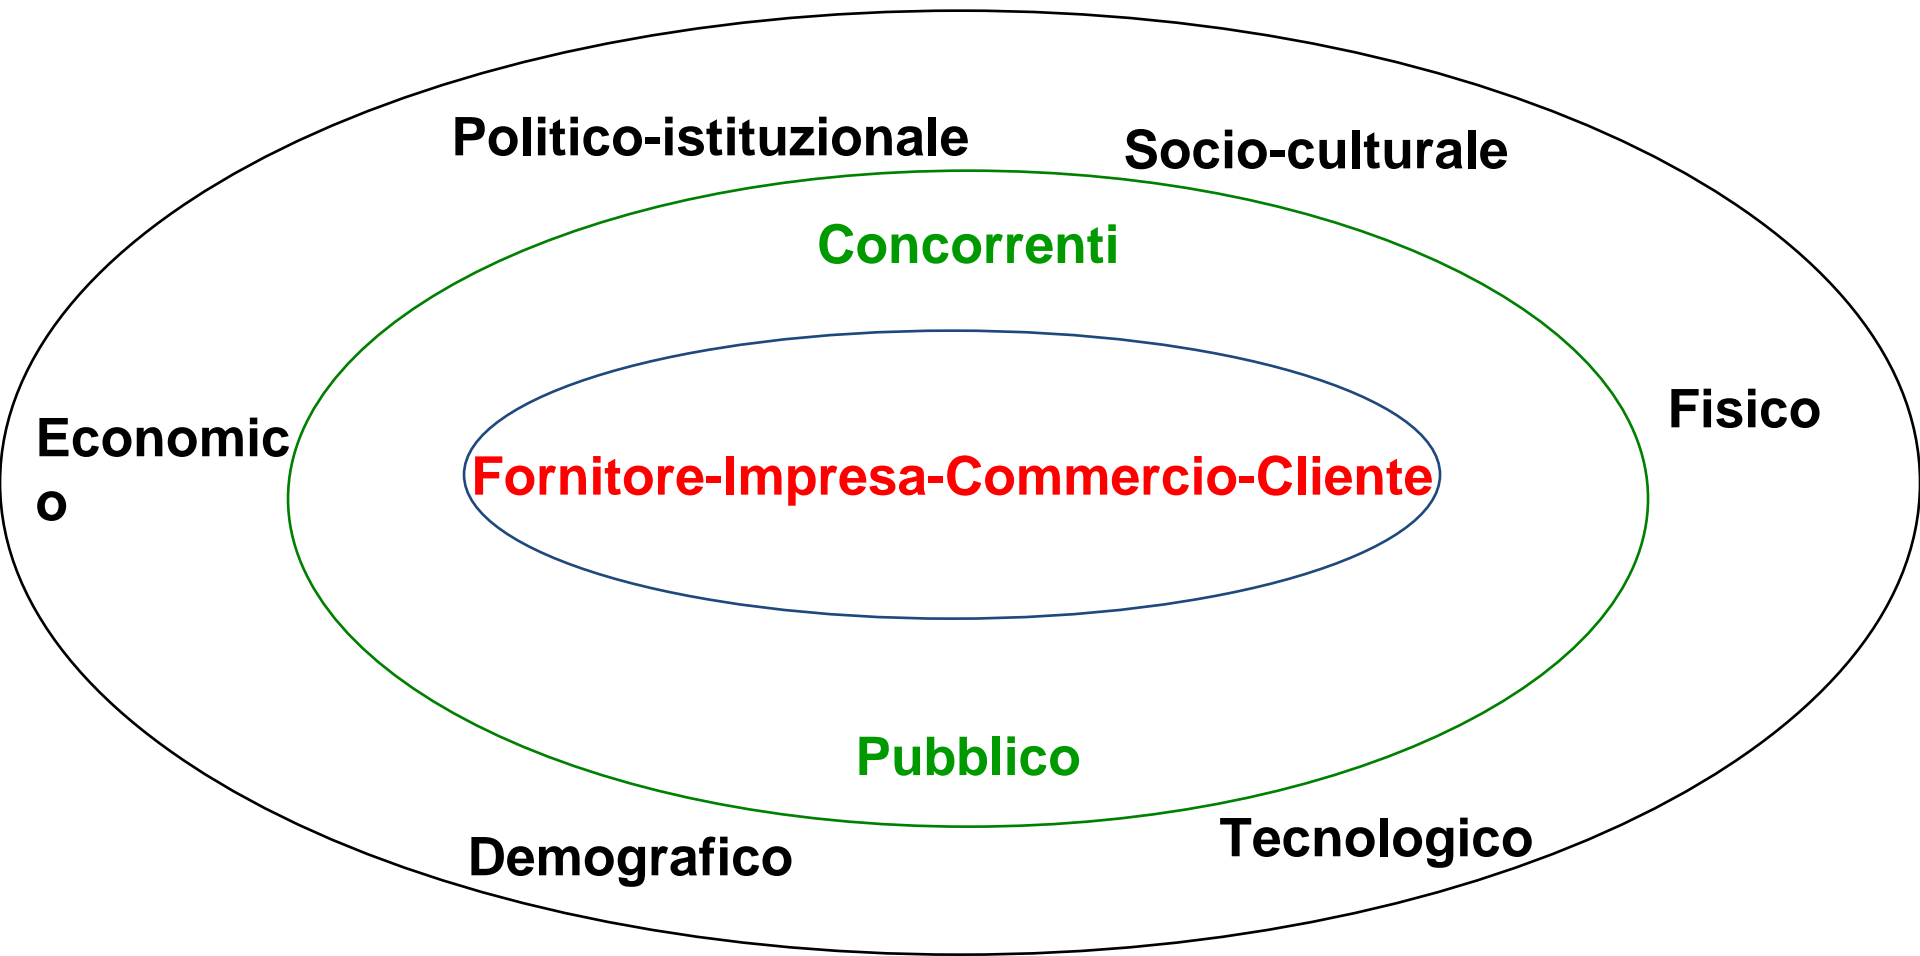 Politico-istituzionale
Socio-culturale
Concorrenti
Fisico
Economic
o
Fornitore-Impresa-Commercio-Cliente
Pubblico
Tecnologico
Demografico